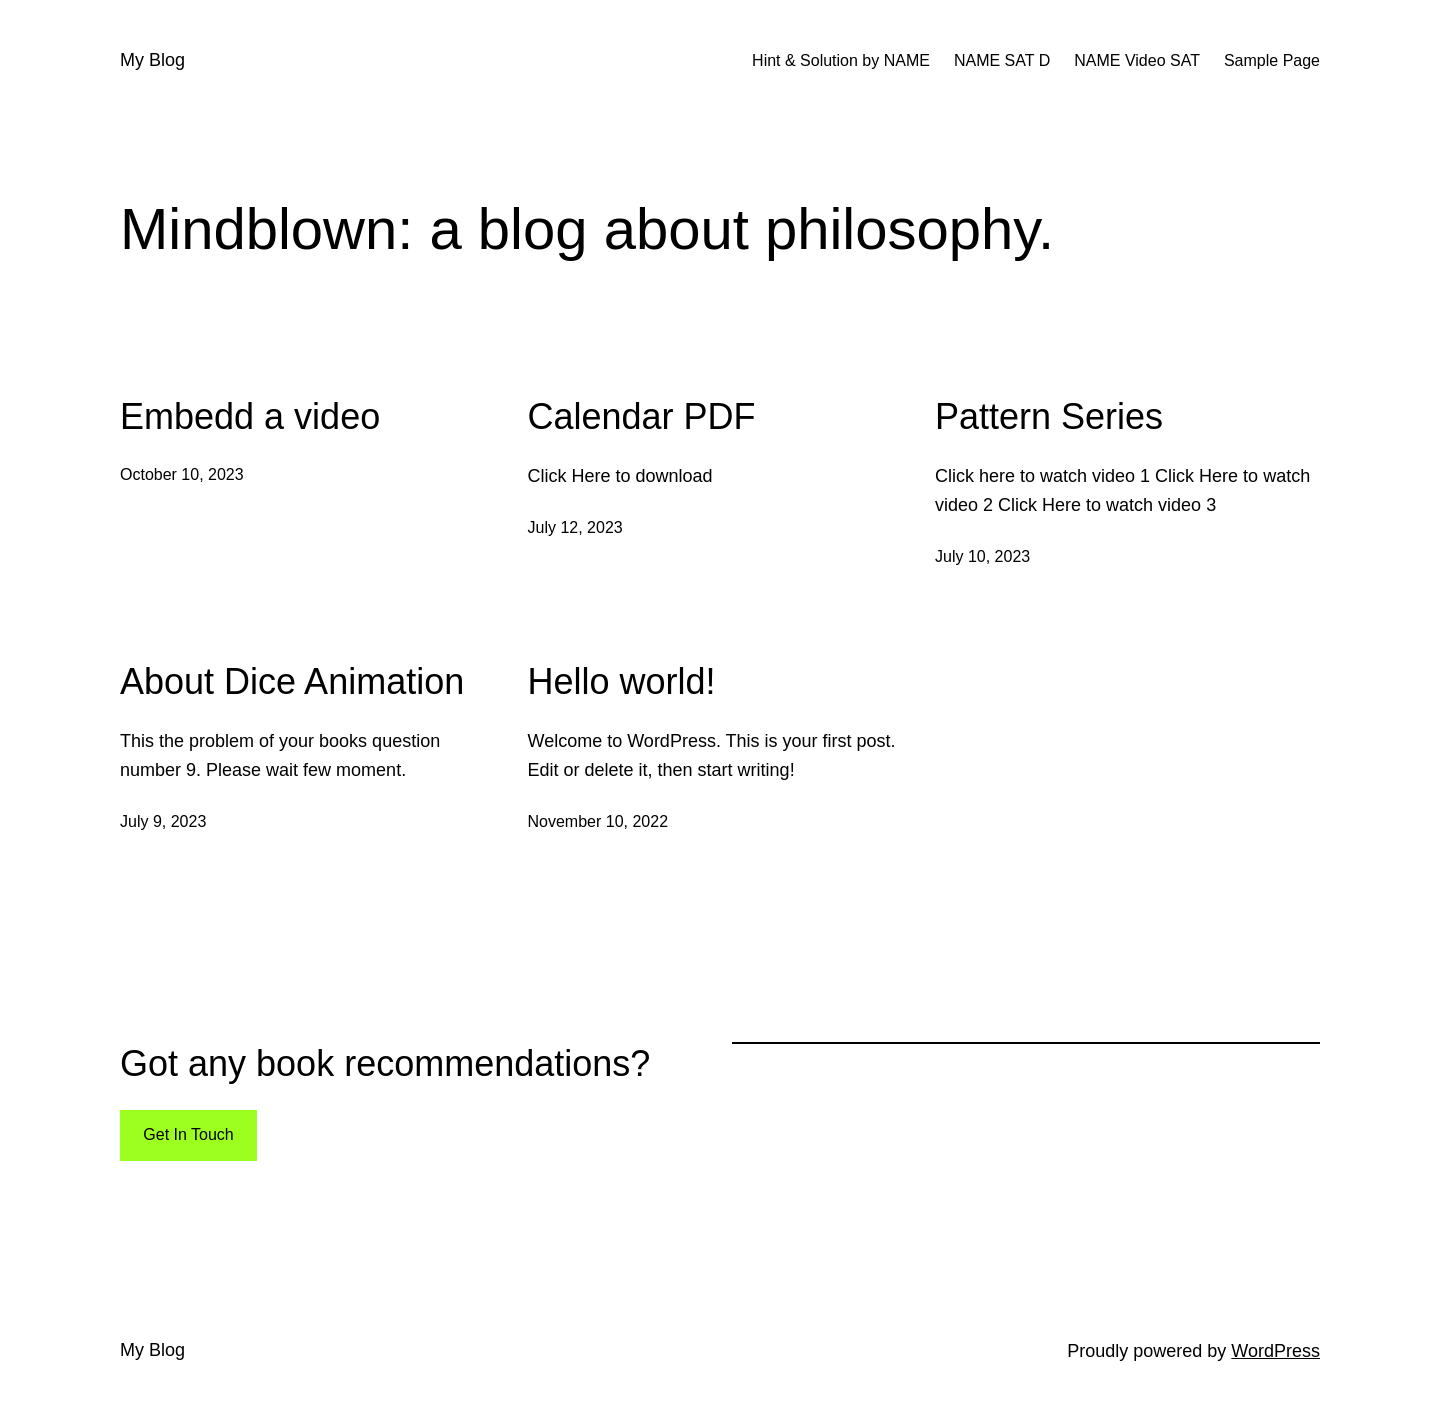 My Blog
Hint & Solution by NAME
NAME SAT D
NAME Video SAT
Sample Page
Mindblown: a blog about philosophy.
Embedd a video
October 10, 2023
Calendar PDF
Click Here to download
July 12, 2023
Pattern Series
Click here to watch video 1 Click Here to watch
video 2 Click Here to watch video 3
July 10, 2023
About Dice Animation
This the problem of your books question
number 9. Please wait few moment.
July 9, 2023
Hello world!
Welcome to WordPress. This is your first post.
Edit or delete it, then start writing!
November 10, 2022
Got any book recommendations?
Get In Touch
My Blog
Proudly powered by WordPress